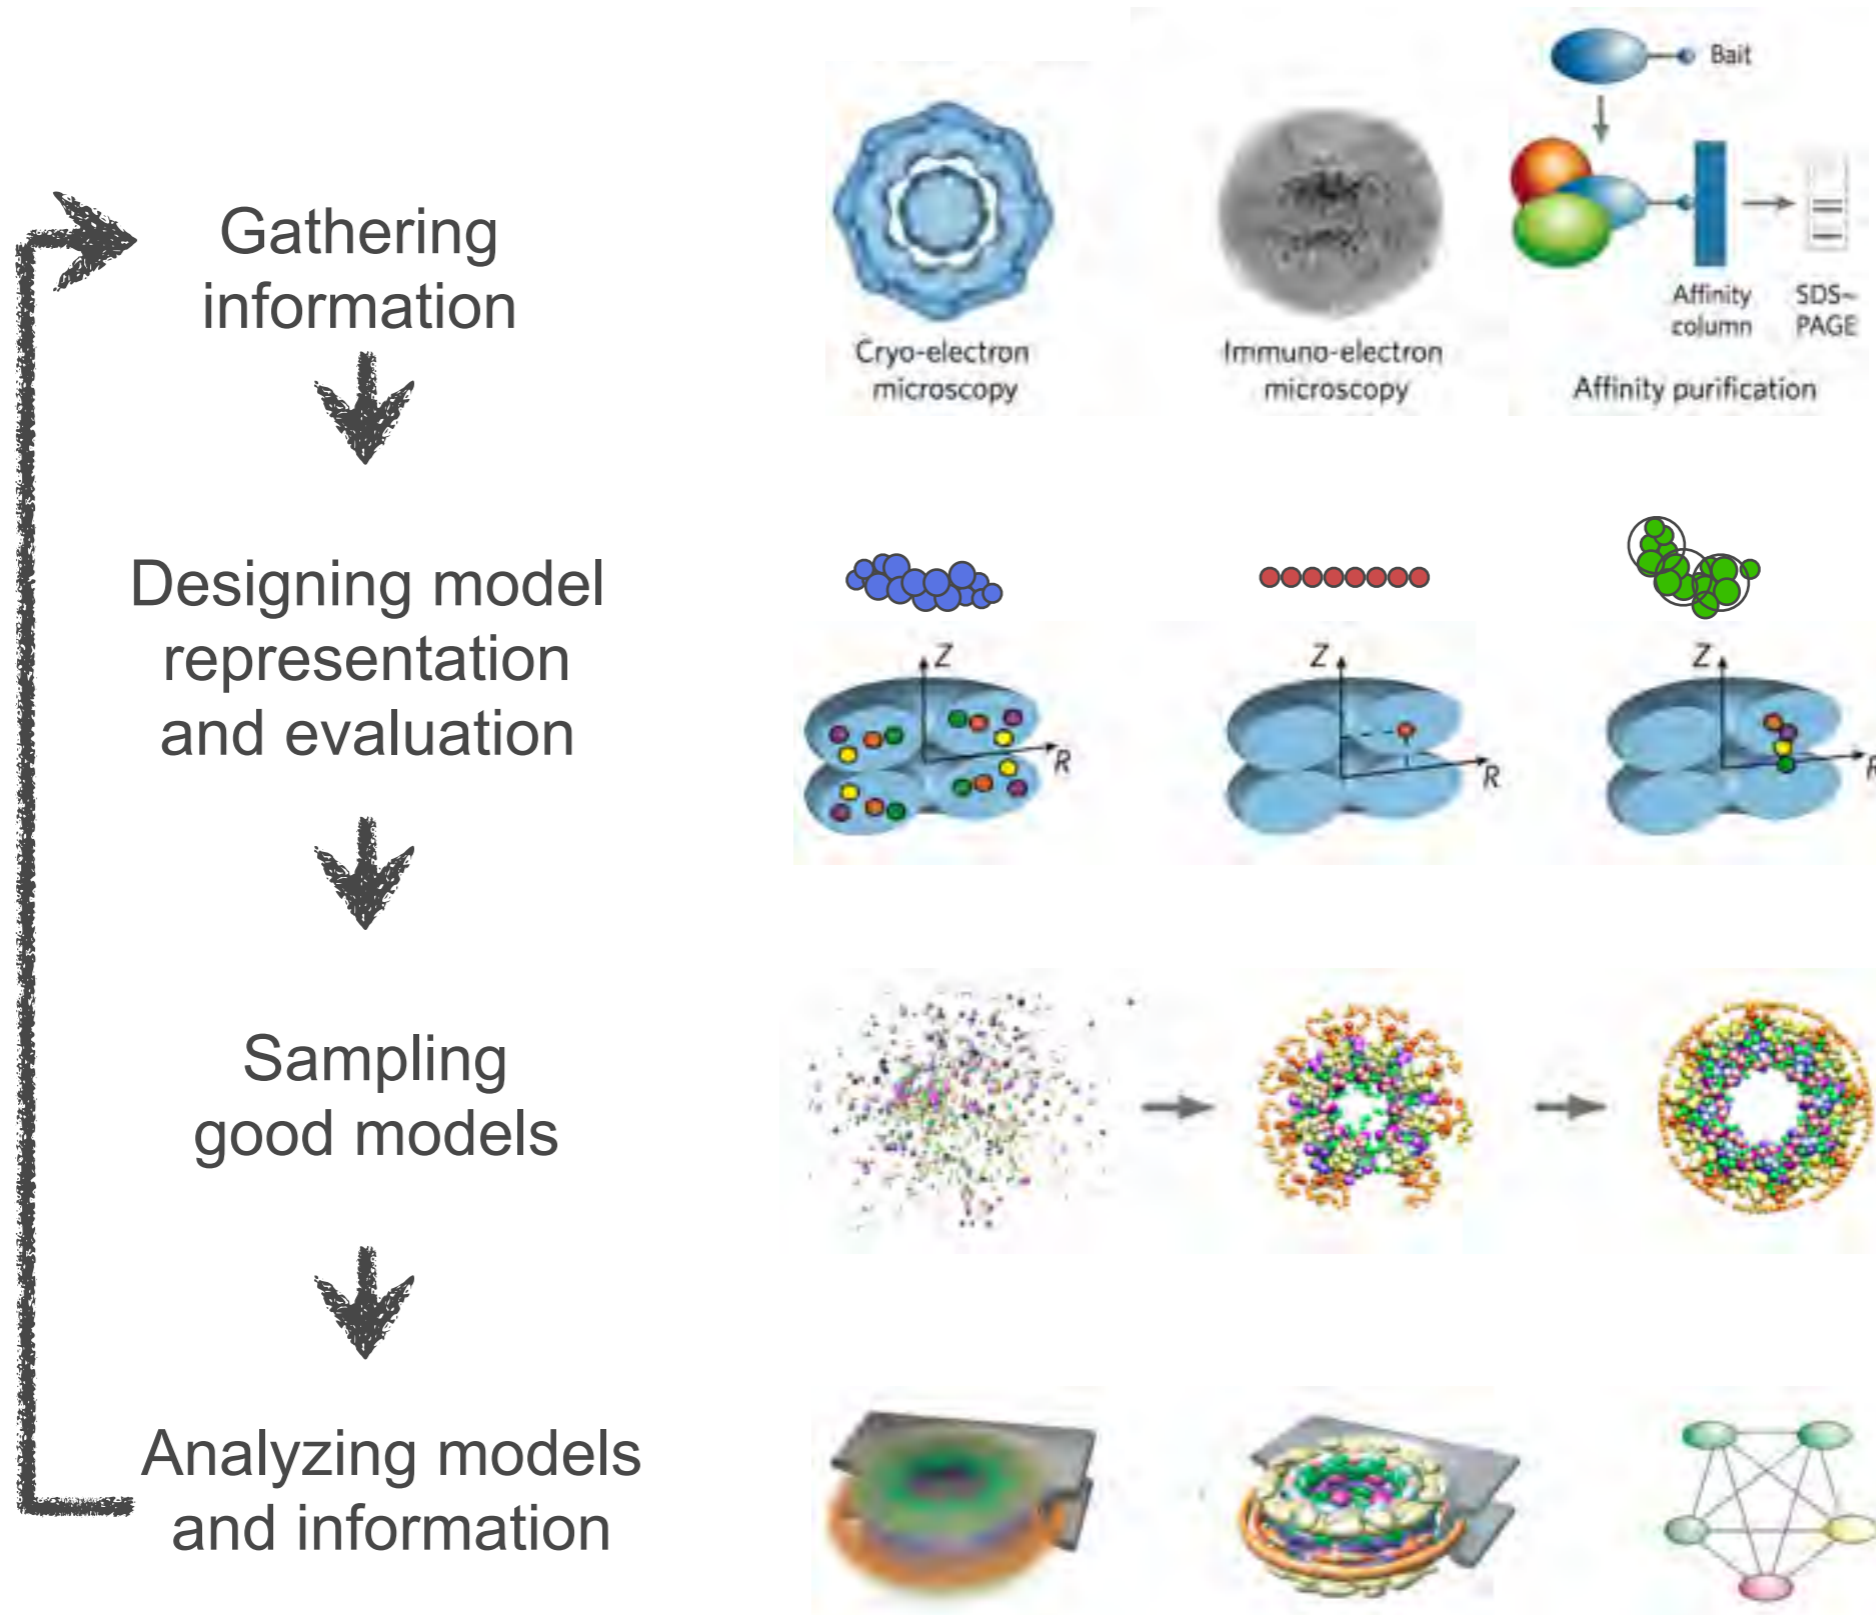 Bait
Gathering
information
Affinity
column
SDS~
PAGE
Cryo-electron
microscopy
Immuno-electron
microscopy
Affinity purification
Designing model
representation
and evaluation
Z
R
Z
R
Z
R
Sampling
good models
Analyzing models
and information